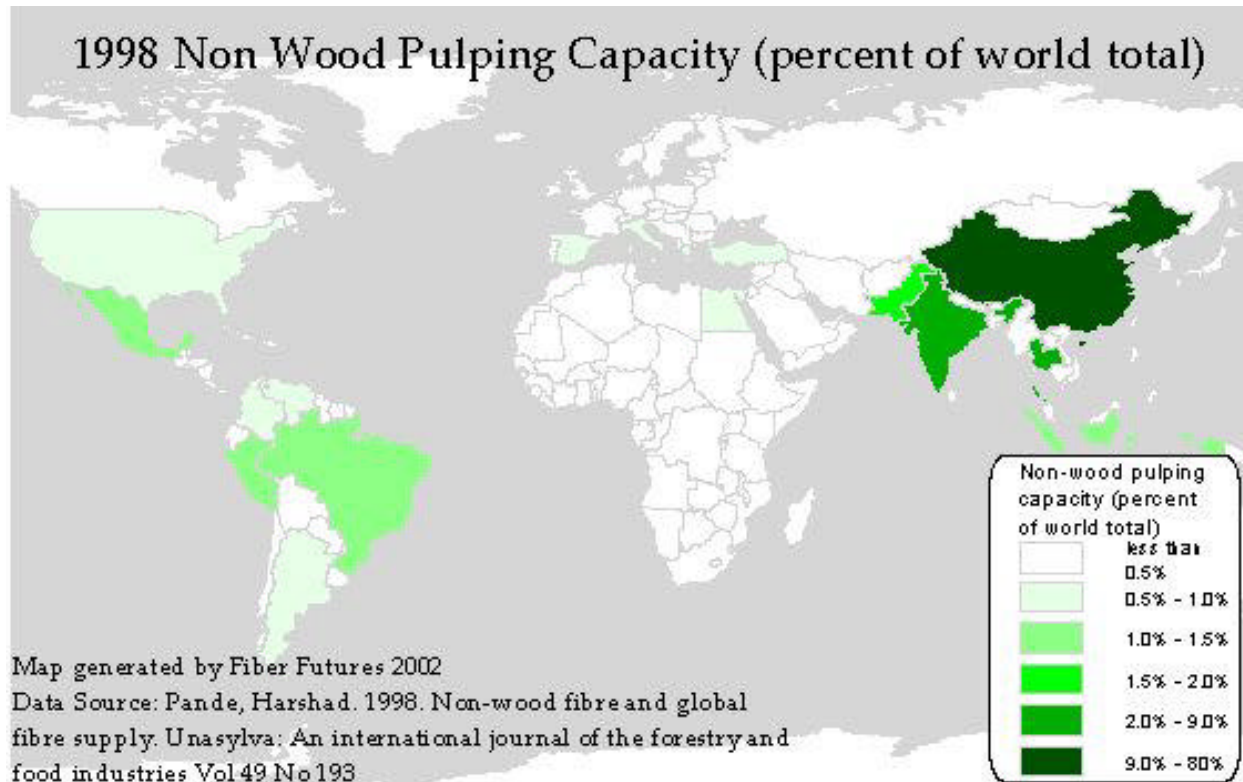 1998 Non Wood Pulping Capacity (percent of world total)
Non-wood pulping
capacity (percent
of world total)
less than
0.5%
0.5% - 1.0%
1.0% - 1.5%
1.5% - 2.0%
2.0% - 9.0%
9.0% - 80%
Map generated by Fiber Futures 2002
Data Source: Pande, Harshad. 1998. Non-wood fibre and global
fibre supply. Unasylva: An international journal of the forestry and
food industries Vol 49 No 193